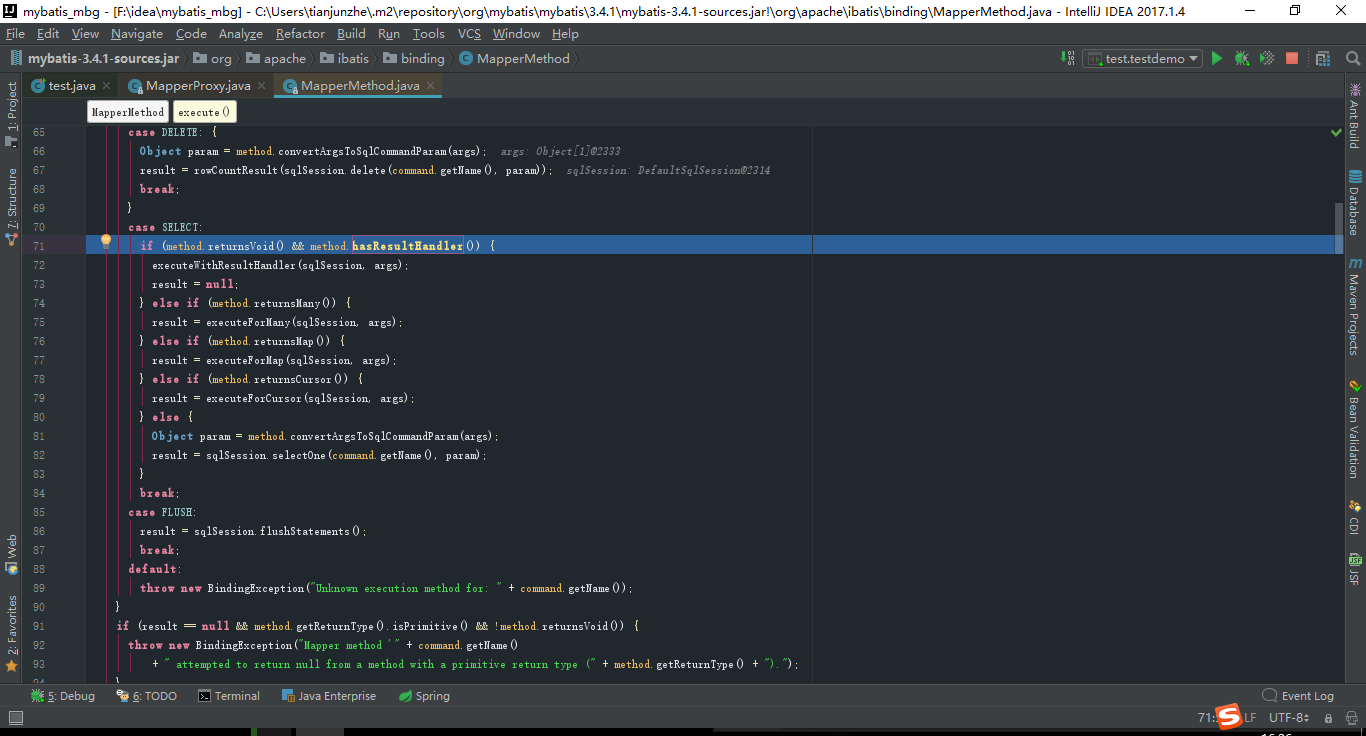 mybatis_mbg - [F:\idea\mybatis_mbg] - C:\Users\tianjunzhe\.m2\repository\org\mybatis\mybatis\3.4.1\mybatis-3.4.1-sources.jar!\org\apache\ibatis\binding\MapperMethod.java - IntelliJ IDEA 2017.1.4
File Edit View Navigate Code Analyze Refactor Build Run Tools VCS Window Help
mybatis-3.4.1-sources.jar org apache ibatis binding MapperMethod test.testdemo
test.java MapperProxy.java MapperMethod.java
MapperMethod execute()
65 case DELETE: {
66 Object param = method.convertArgsToSqlCommandParam(args); args: Object[1]@2333
67 result = rowCountResult(sqlSession.delete(command.getName(), param)); sqlSession: DefaultSqlSession@2314
68 break;
69 }
70 case SELECT:
71 if (method.returnsVoid() && method.hasResultHandler()) {
72 executeWithResultHandler(sqlSession, args);
73 result = null;
74 } else if (method.returnsMany()) {
75 result = executeForMany(sqlSession, args);
76 } else if (method.returnsMap()) {
77 result = executeForMap(sqlSession, args);
78 } else if (method.returnsCursor()) {
79 result = executeForCursor(sqlSession, args);
80 } else {
81 Object param = method.convertArgsToSqlCommandParam(args);
82 result = sqlSession.selectOne(command.getName(), param);
83 }
84 break;
85 case FLUSH:
86 result = sqlSession.flushStatements();
87 break;
88 default:
89 throw new BindingException("Unknown execution method for: " + command.getName());
90 }
91 if (result == null && method.getReturnType().isPrimitive() && !method.returnsVoid()) {
92 throw new BindingException("Mapper method '" + command.getName()
93 + " attempted to return null from a method with a primitive return type (" + method.getReturnType() + ").");
94 }
1: Project
7: Structure
Web
2: Favorites
Ant Build
Database
Maven Projects
Bean Validation
CDI
JSF
5: Debug 6: TODO Terminal Java Enterprise Spring Event Log
71: LF UTF-8